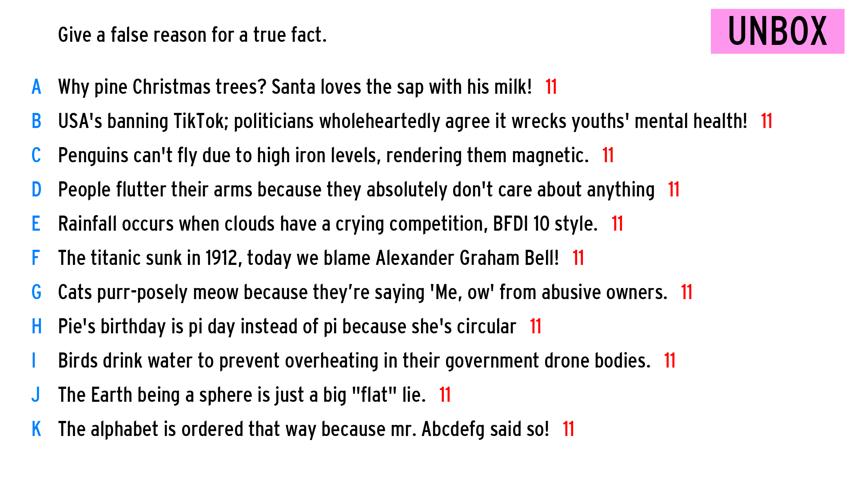 Give a false reason for a true fact.
UNBOX
A Why pine Christmas trees? Santa loves the sap with his milk! 11
B USA's banning TikTok; politicians wholeheartedly agree it wrecks youths' mental health! 11
C Penguins can't fly due to high iron levels, rendering them magnetic. 11
D People flutter their arms because they absolutely don't care about anything 11
E Rainfall occurs when clouds have a crying competition, BFDI 10 style. 11
F The titanic sunk in 1912, today we blame Alexander Graham Bell! 11
G Cats purr-posely meow because they’re saying 'Me, ow' from abusive owners. 11
H Pie's birthday is pi day instead of pi because she's circular 11
I Birds drink water to prevent overheating in their government drone bodies. 11
J The Earth being a sphere is just a big "flat" lie. 11
K The alphabet is ordered that way because mr. Abcdefg said so! 11